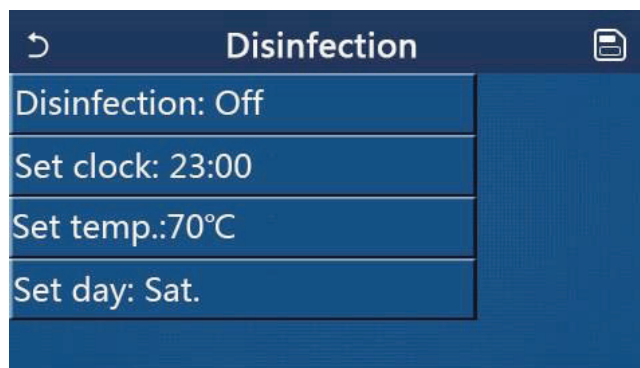 Disinfection
Disinfection: Off
Set clock: 23:00
Set temp.:70℃
Set day: Sat.